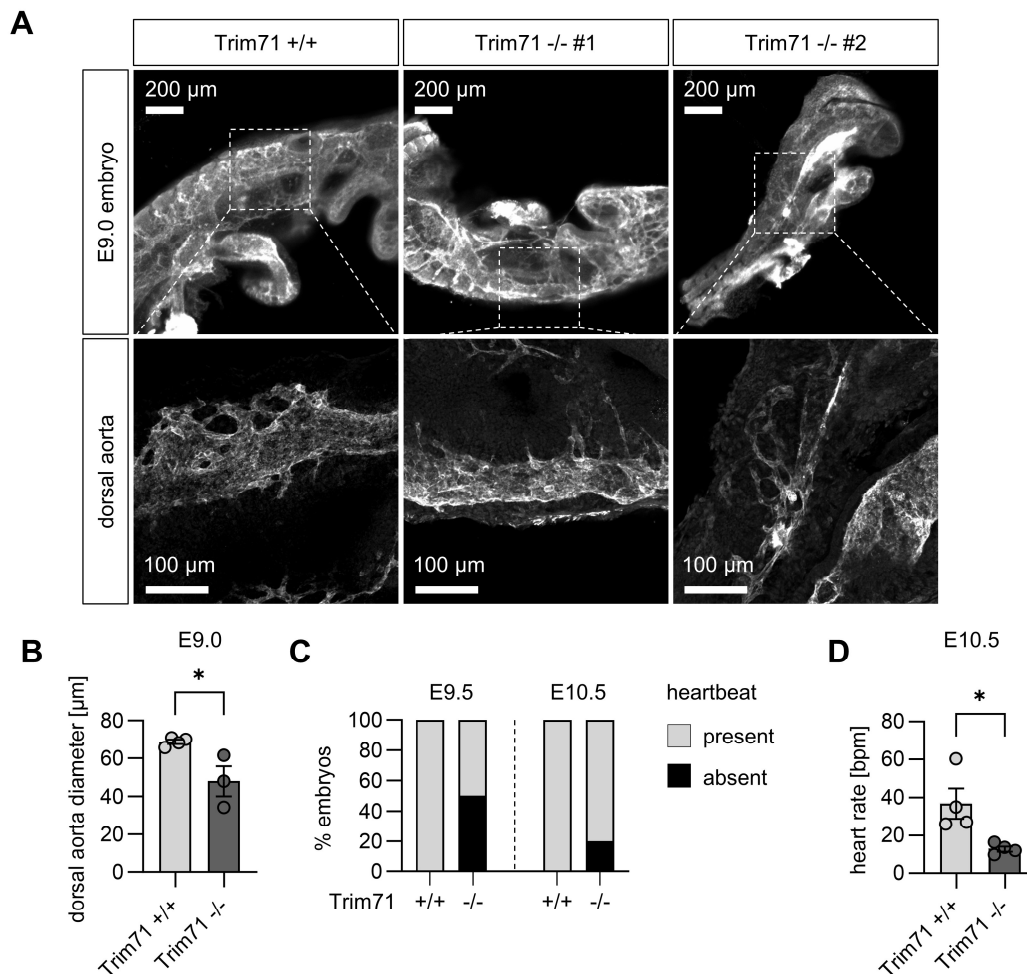 A
Trim71 +/+
Trim71 -/- #1
Trim71 -/- #2
E9.0 embryo
200 µm
200 µm
200 µm
dorsal aorta
100 µm
100 µm
100 µm
B
E9.0
*
dorsal aorta diameter [µm]
80
60
40
20
0
Trim71 +/+
Trim71 -/-
C
E9.5
E10.5
% embryos
100
80
60
40
20
0
Trim71
+/+
-/-
+/+
-/-
heartbeat
present
absent
D
E10.5
*
heart rate [bpm]
80
60
40
20
0
Trim71 +/+
Trim71 -/-